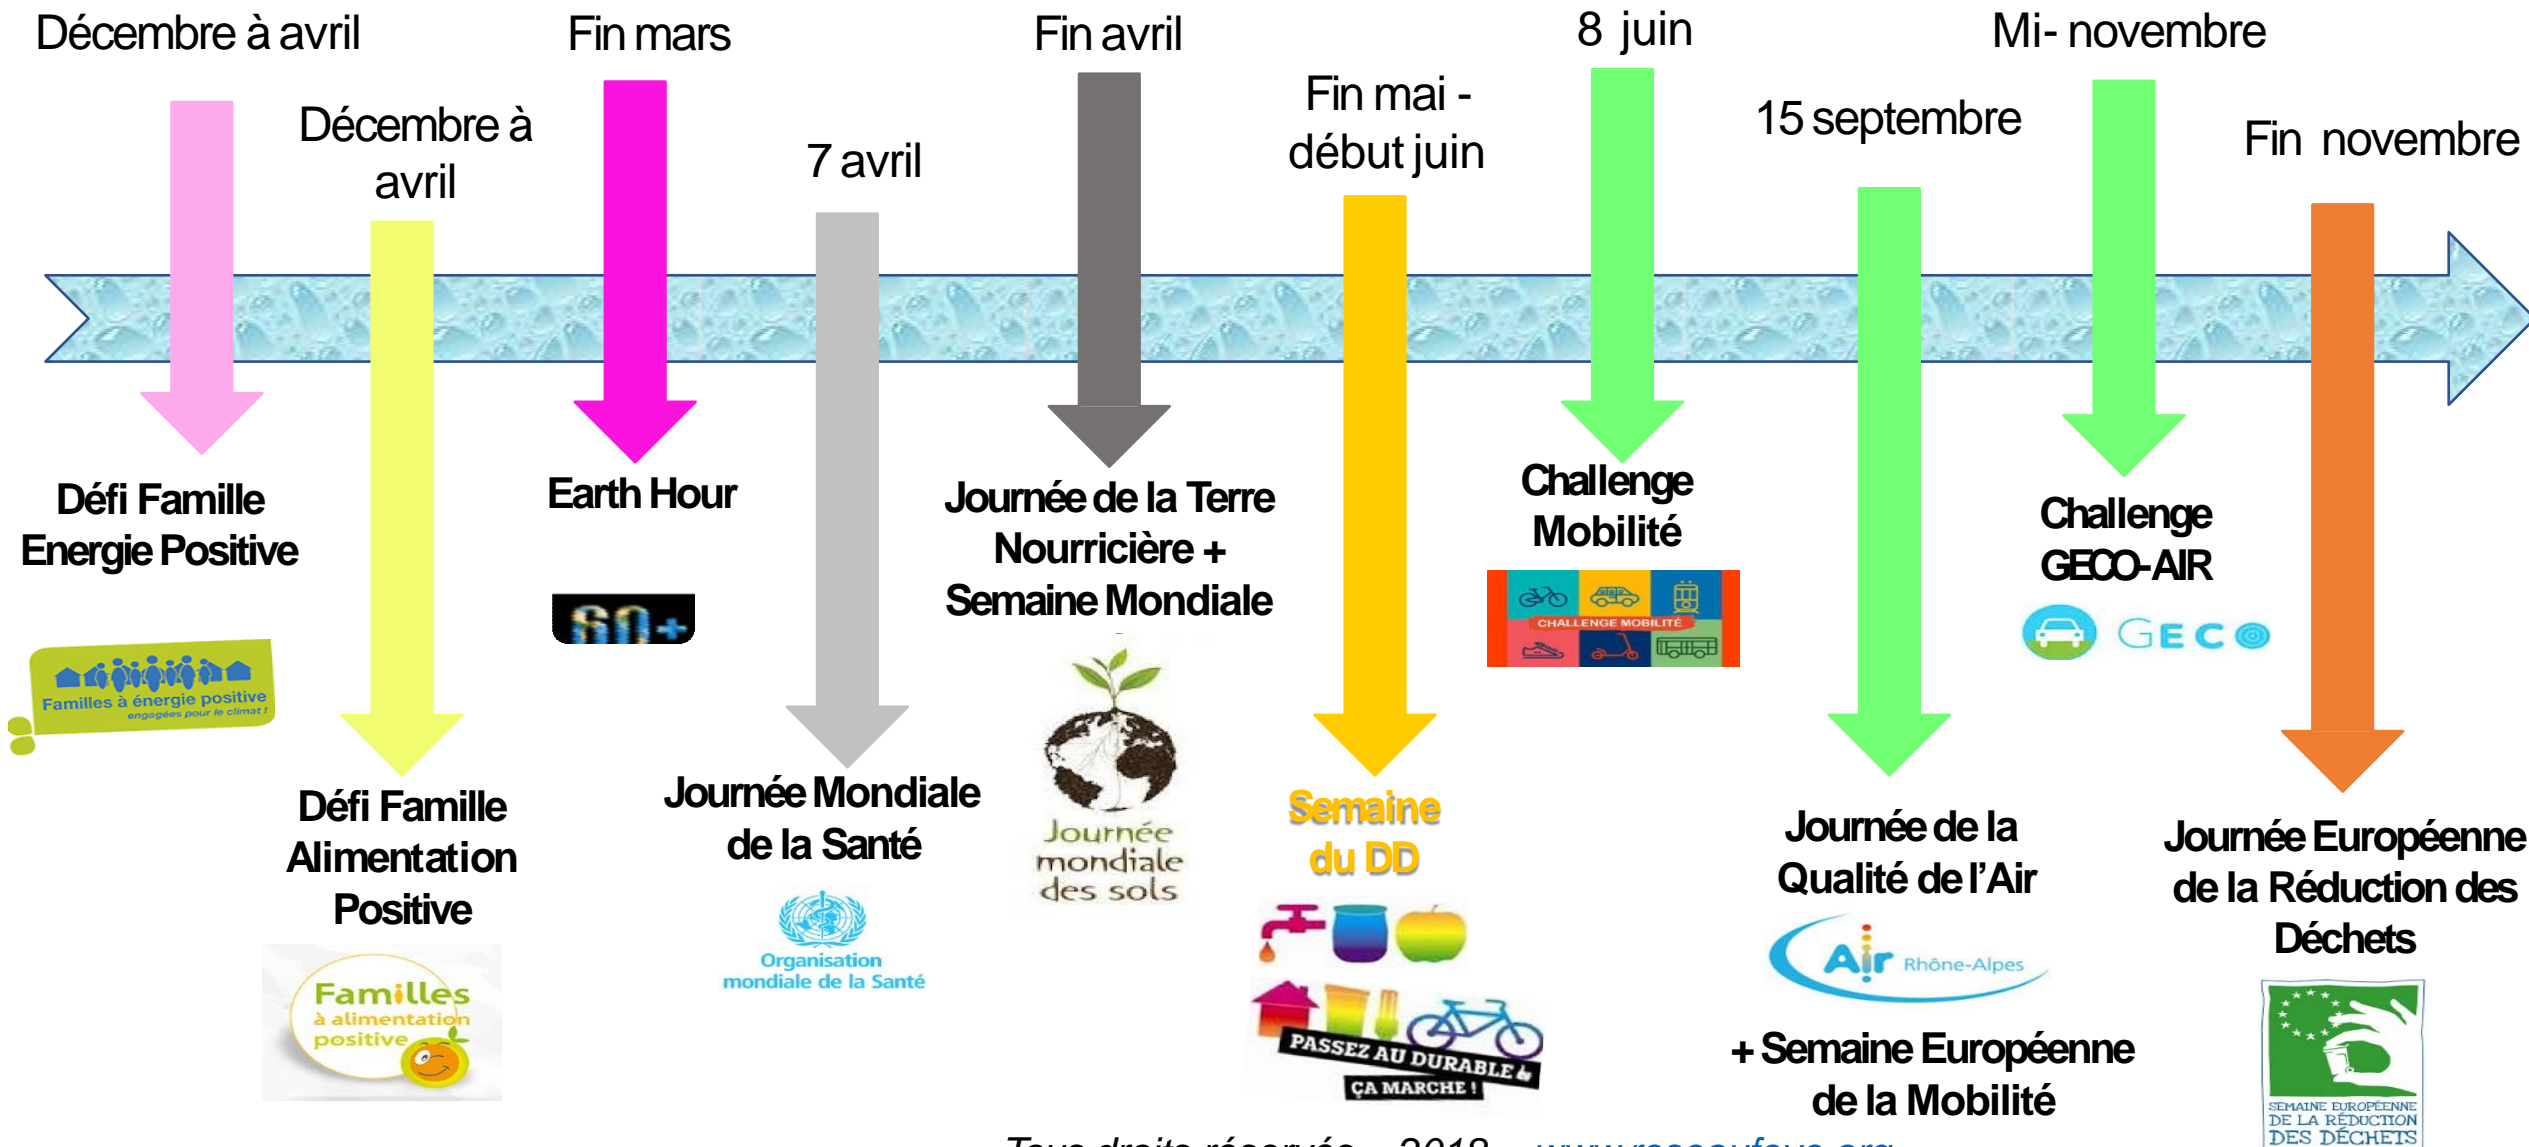 Décembre à avril
Fin mars
Fin avril
8 juin
Mi- novembre
Décembre à
avril
7 avril
Fin mai -
début juin
15 septembre
Fin novembre
Défi Famille
Energie Positive
Familles à énergie positive
engagées pour le climat !
Défi Famille
Alimentation
Positive
Familles
à alimentation
positive
Earth Hour
60+
Journée Mondiale
de la Santé
Organisation
mondiale de la Santé
Journée de la Terre
Nourricière +
Semaine Mondiale
Journée
mondiale
des sols
Semaine
du DD
PASSEZ AU DURABLE
ÇA MARCHE !
Challenge
Mobilité
CHALLENGE MOBILITÉ
Journée de la
Qualité de l'Air
Air Rhône-Alpes
+ Semaine Européenne
de la Mobilité
Challenge
GECO-AIR
GECO
Journée Européenne
de la Réduction des
Déchets
SEMAINE EUROPÉENNE
DE LA RÉDUCTION
DES DÉCHETS